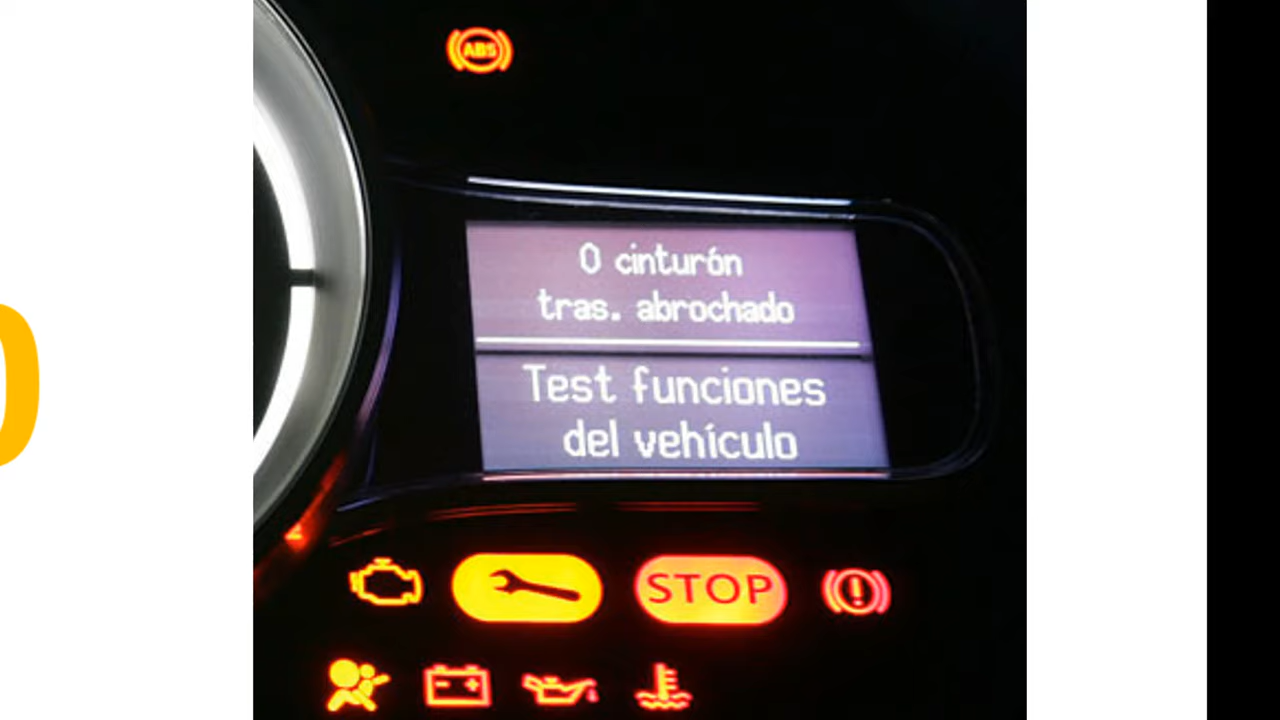 ABS
0 cinturón
tras. abrochado
Test funciones
del vehículo
STOP